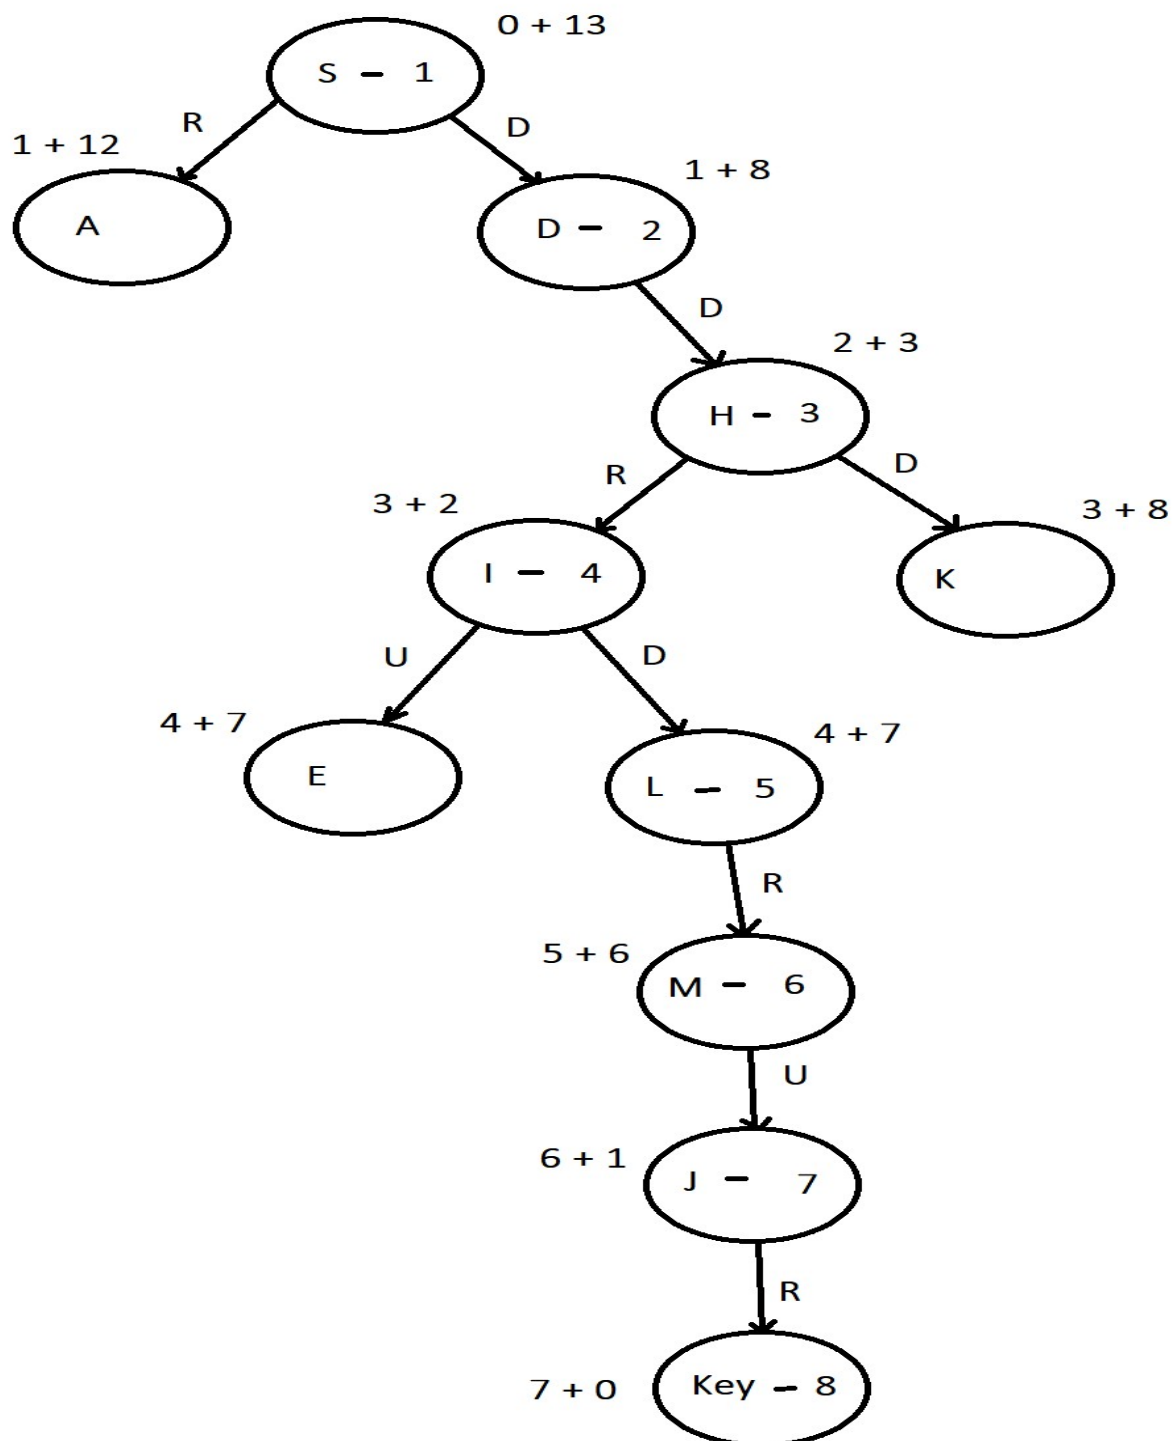 0 + 13
S - 1
R
D
1 + 12
1 + 8
A
D - 2
D
2 + 3
H - 3
R
D
3 + 2
3 + 8
I - 4
K
U
D
4 + 7
4 + 7
E
L - 5
R
5 + 6
M - 6
U
6 + 1
J - 7
R
7 + 0
Key - 8